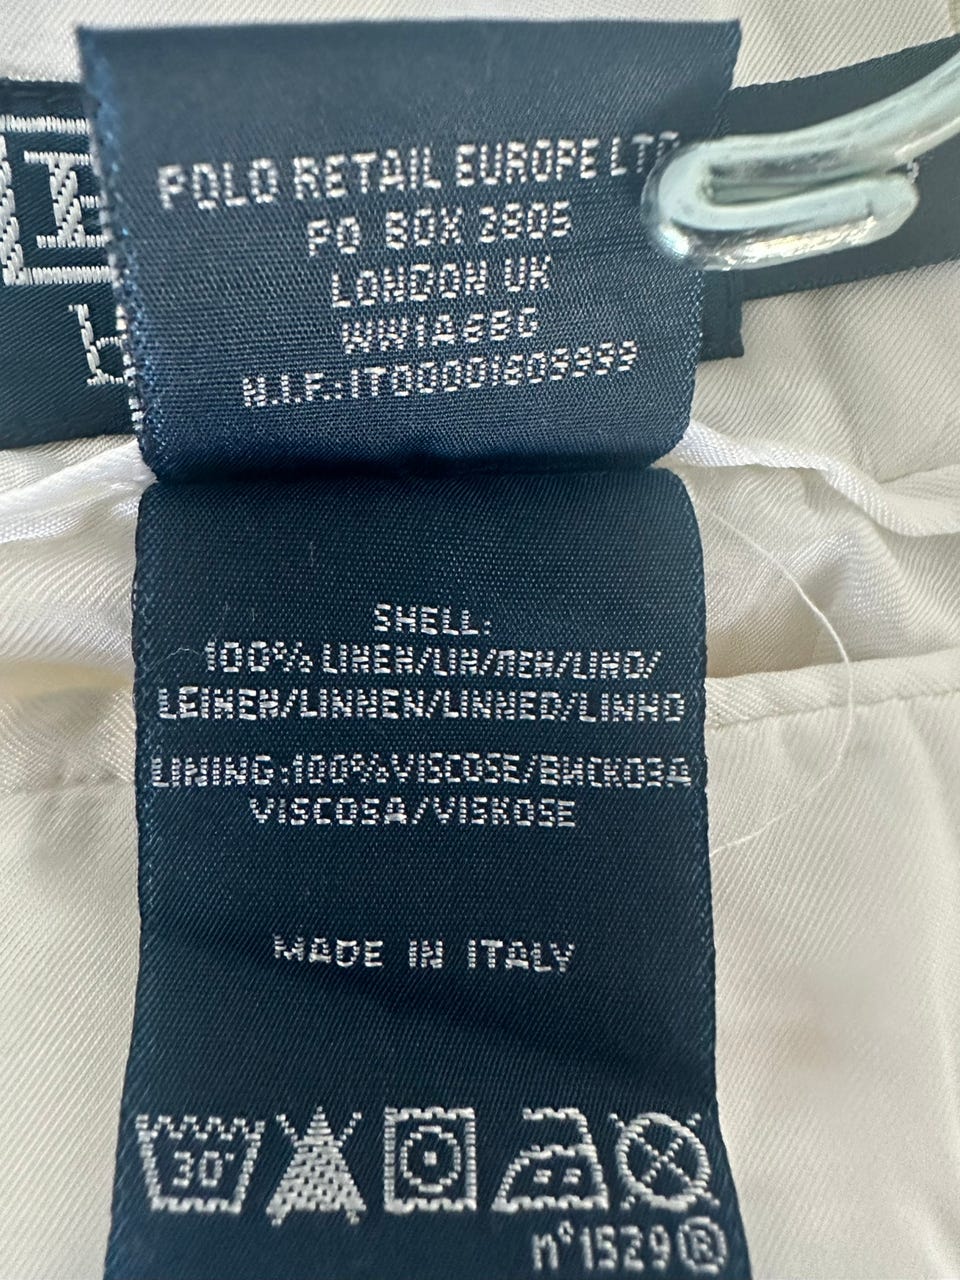 POLO RETAIL EUROPE LTD
PO BOX 2805
LONDON UK
WW1A6BG
N.I.F.:IT00001809999
SHELL:
100% LINEN/LIN/ЛЕН/LINO/
LEINEN/LINNEN/LINNED/LINHO
LINING:100%VISCOSE/ВИСКОЗА
VISCOSA/VISKOSE
MADE IN ITALY
30°
n°1529®